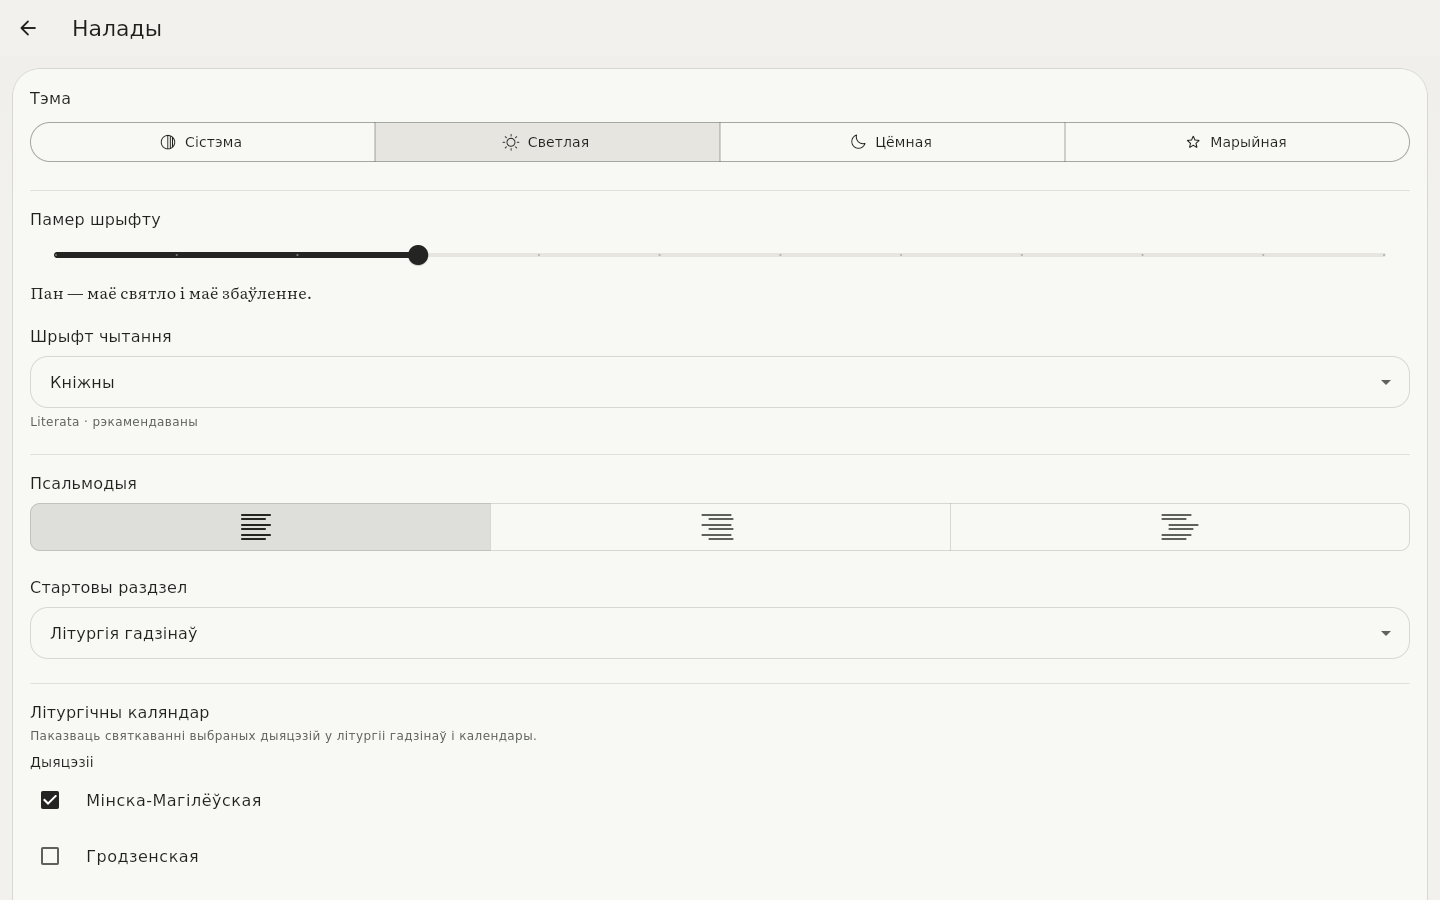 Налады
Тэма
Сістэма
Светлая
Цёмная
Марыйная
Памер шрыфту
Пан — маё святло і маё збаўленне.
Шрыфт чытання
Кніжны
Literata · рэкамендаваны
Псальмодыя
Стартовы раздзел
Літургія гадзінаў
Літургічны каляндар
Паказваць святкаванні выбраных дыяцэзій у літургіі гадзінаў і календары.
Дыяцэзіі
Мінска-Магілёўская
Гродзенская